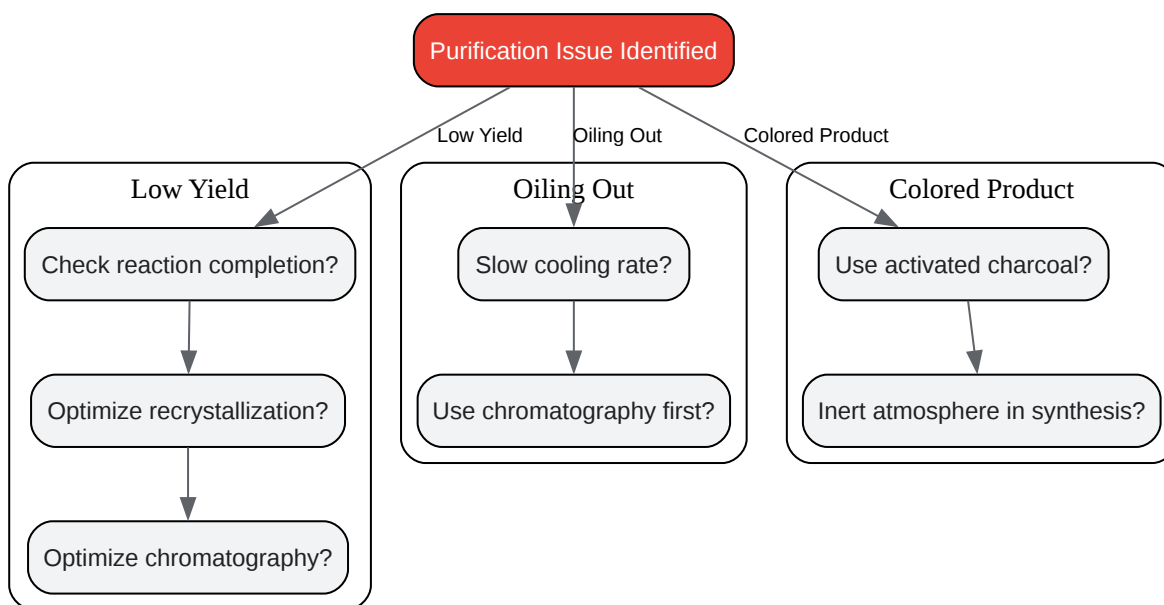 Purification Issue Identified
Low Yield
Oiling Out
Colored Product
Low Yield
Oiling Out
Colored Product
Check reaction completion?
Slow cooling rate?
Use activated charcoal?
Optimize recrystallization?
Use chromatography first?
Inert atmosphere in synthesis?
Optimize chromatography?